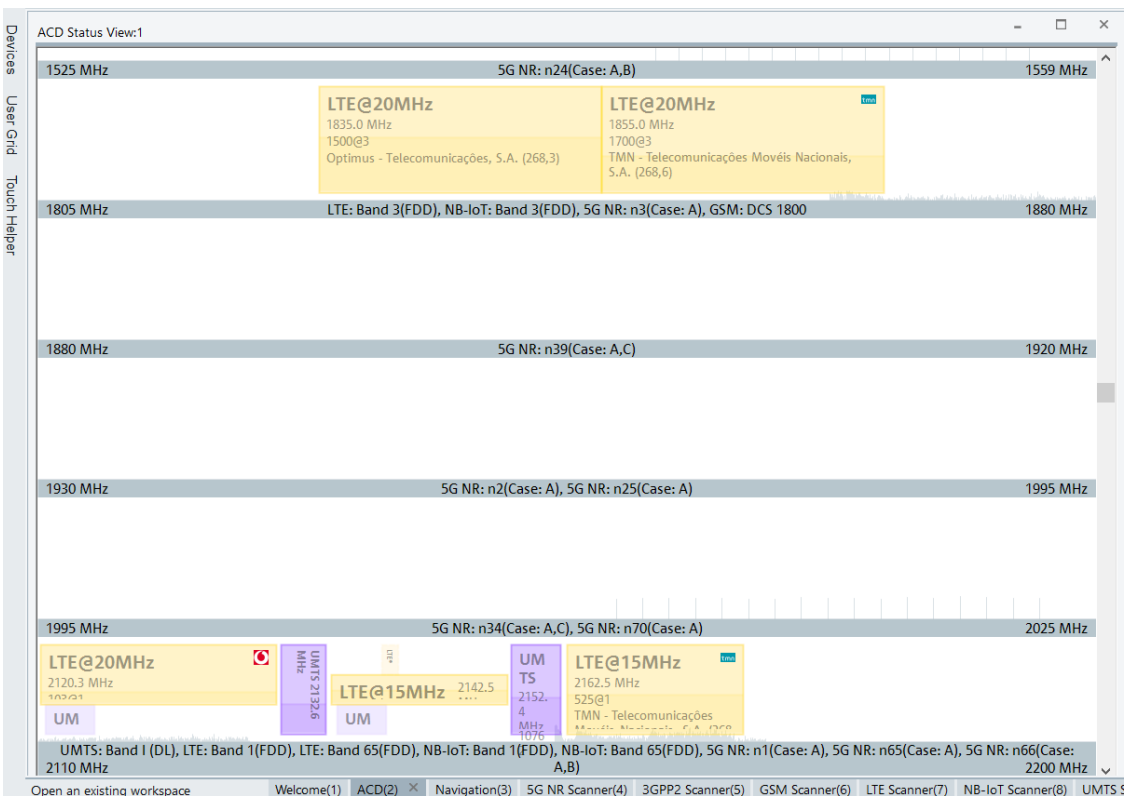 ACD Status View:1
Devices
User Grid
Touch Helper
1525 MHz 5G NR: n24(Case: A,B) 1559 MHz
LTE@20MHz
1835.0 MHz
1500@3
Optimus - Telecomunicações, S.A. (268,3)
LTE@20MHz tmn
1855.0 MHz
1700@3
TMN - Telecomunicações Movéis Nacionais,
S.A. (268,6)
1805 MHz LTE: Band 3(FDD), NB-IoT: Band 3(FDD), 5G NR: n3(Case: A), GSM: DCS 1800 1880 MHz
1880 MHz 5G NR: n39(Case: A,C) 1920 MHz
1930 MHz 5G NR: n2(Case: A), 5G NR: n25(Case: A) 1995 MHz
1995 MHz 5G NR: n34(Case: A,C), 5G NR: n70(Case: A) 2025 MHz
LTE@20MHz
2120.3 MHz
UM
UMTS 2132.6
MHz
LTE@15MHz 2142.5
UM
UM
TS
2152.
4
MHz
1076
LTE@15MHz tmn
2162.5 MHz
525@1
TMN - Telecomunicações
UMTS: Band I (DL), LTE: Band 1(FDD), LTE: Band 65(FDD), NB-IoT: Band 1(FDD), NB-IoT: Band 65(FDD), 5G NR: n1(Case: A), 5G NR: n65(Case: A), 5G NR: n66(Case:
2110 MHz A,B) 2200 MHz
Open an existing workspace Welcome(1) ACD(2) Navigation(3) 5G NR Scanner(4) 3GPP2 Scanner(5) GSM Scanner(6) LTE Scanner(7) NB-IoT Scanner(8) UMTS S